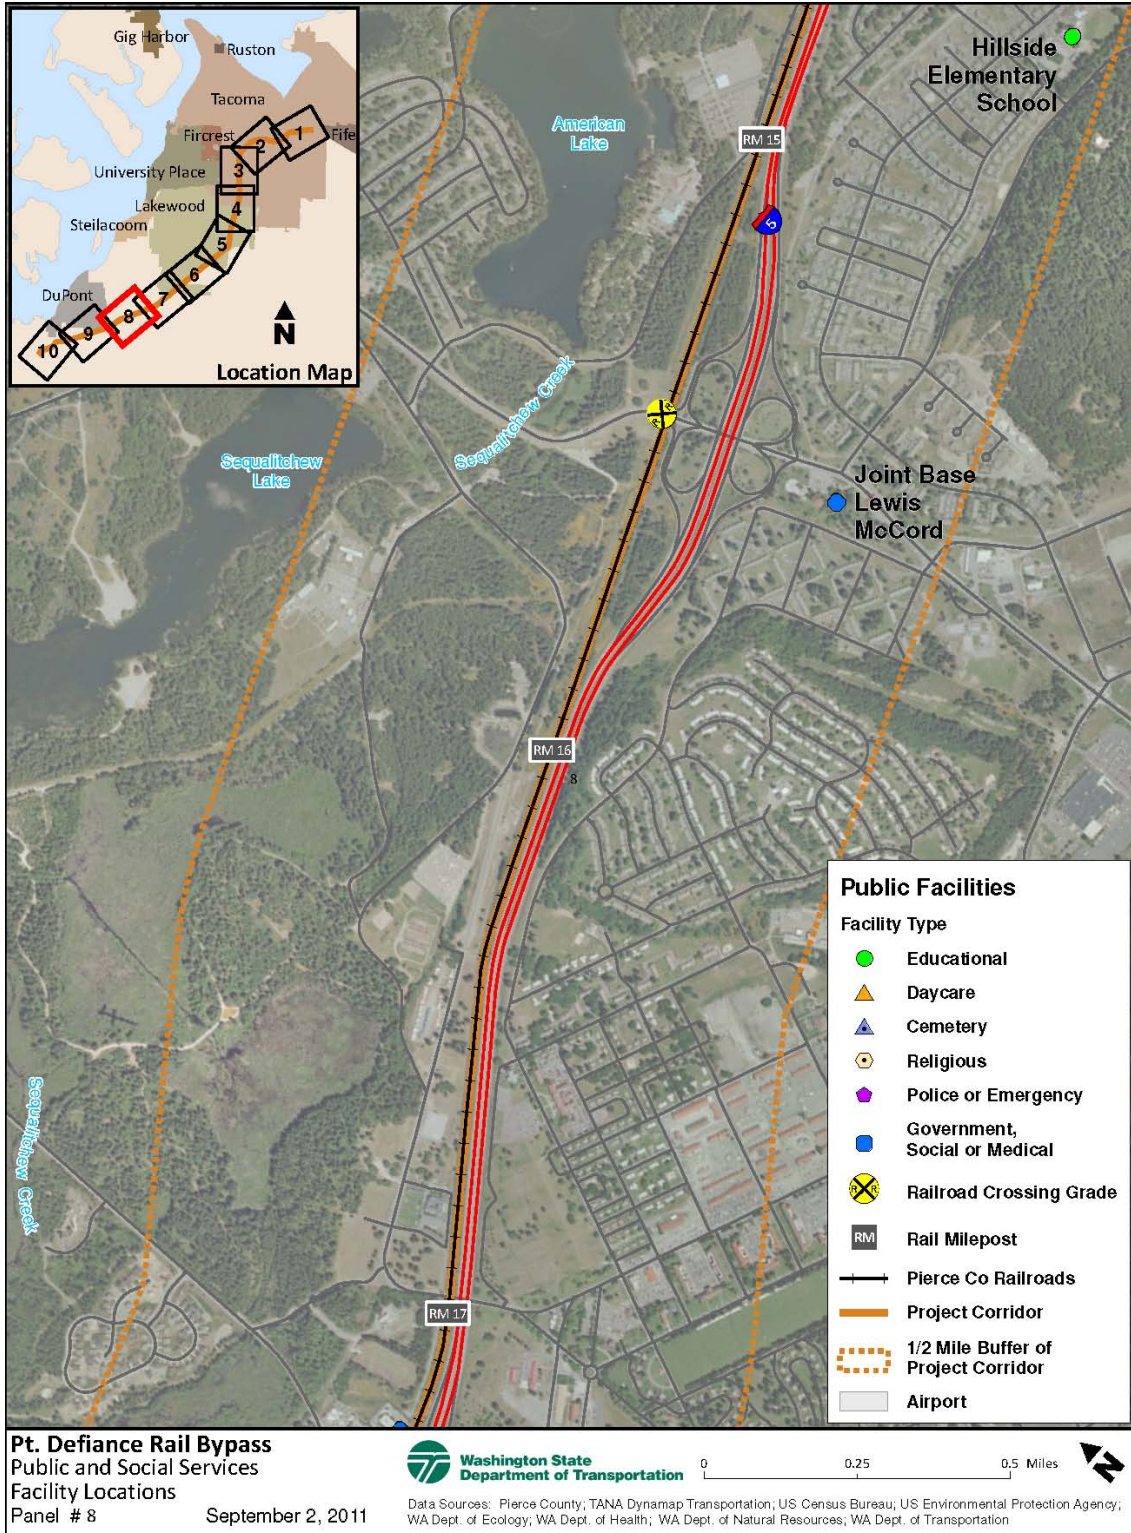 Gig Harbor
Ruston
Tacoma
Fircrest
Fife
University Place
Lakewood
Steilacoom
DuPont
1
2
3
4
5
6
7
8
9
10
N
Location Map
Hillside
Elementary
School
American
Lake
RM 15
5
Sequalitchew Creek
R R
Sequalitchew
Lake
Joint Base
Lewis
McCord
RM 16
8
Sequalitchew Creek
RM 17
Public Facilities
Facility Type
Educational
Daycare
Cemetery
Religious
Police or Emergency
Government,
Social or Medical
R R
Railroad Crossing Grade
RM
Rail Milepost
Pierce Co Railroads
Project Corridor
1/2 Mile Buffer of
Project Corridor
Airport
Pt. Defiance Rail Bypass
Public and Social Services
Facility Locations
Panel # 8 September 2, 2011
Washington State
Department of Transportation
0 0.25 0.5 Miles
N
Data Sources: Pierce County; TANA Dynamap Transportation; US Census Bureau; US Environmental Protection Agency;
WA Dept. of Ecology; WA Dept. of Health; WA Dept. of Natural Resources; WA Dept. of Transportation